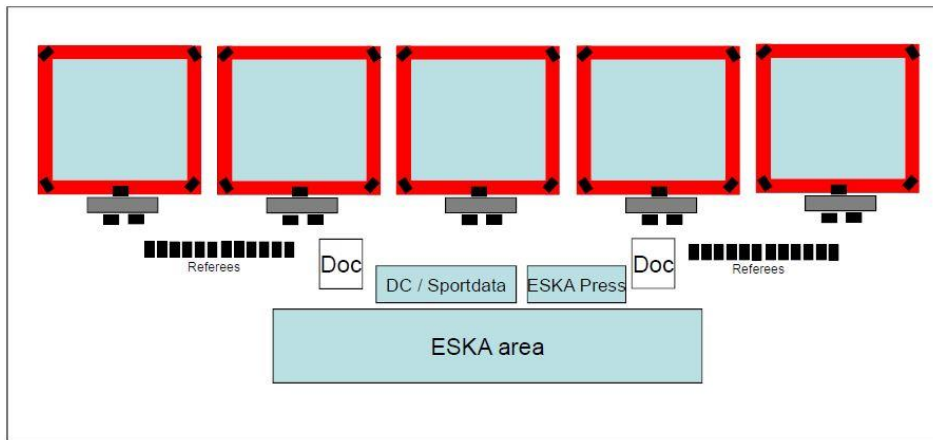 Referees
Doc
DC / Sportdata
ESKA Press
Doc
Referees
ESKA area